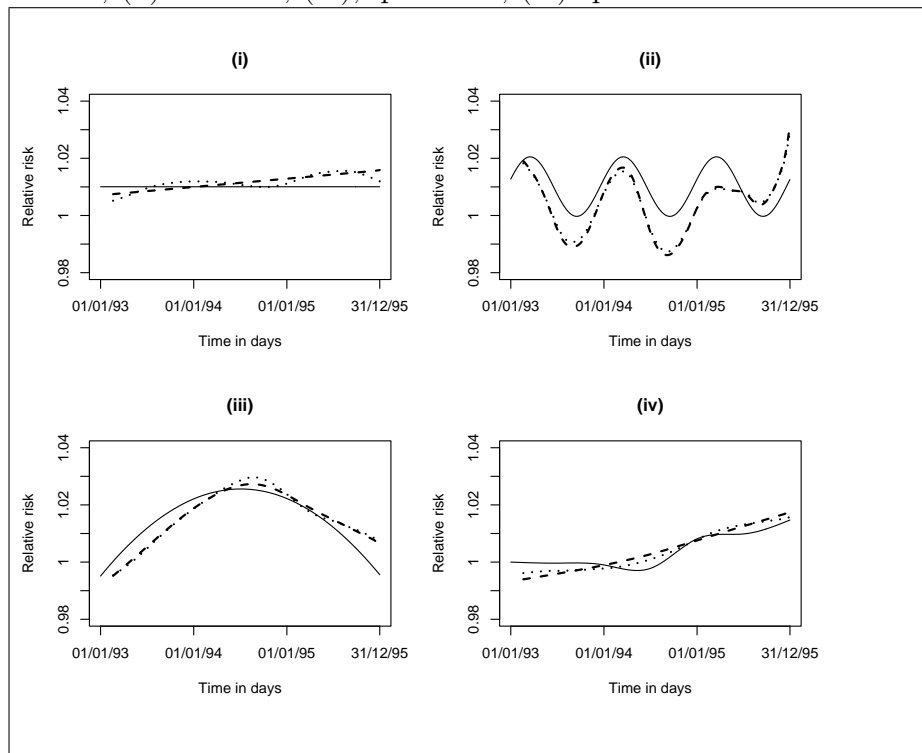 (i)
1.04
1.02
1
0.98
Relative risk
01/01/93 01/01/94 01/01/95 31/12/95
Time in days
(ii)
1.04
1.02
1
0.98
Relative risk
01/01/93 01/01/94 01/01/95 31/12/95
Time in days
(iii)
1.04
1.02
1
0.98
Relative risk
01/01/93 01/01/94 01/01/95 31/12/95
Time in days
(iv)
1.04
1.02
1
0.98
Relative risk
01/01/93 01/01/94 01/01/95 31/12/95
Time in days